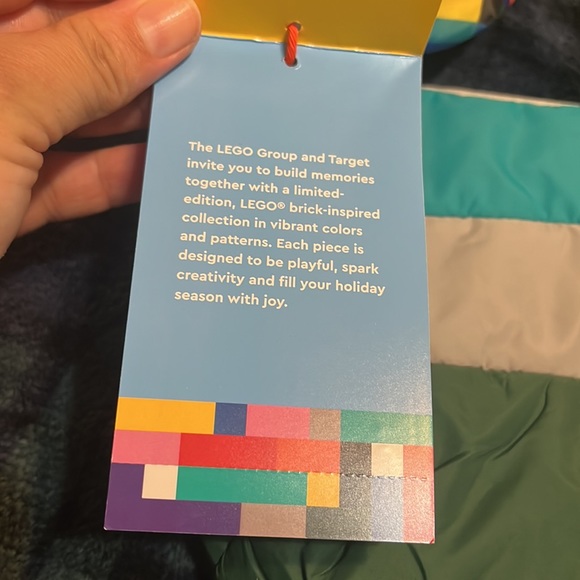 The LEGO Group and Target
invite you to build memories
together with a limited-
edition, LEGO® brick-inspired
collection in vibrant colors
and patterns. Each piece is
designed to be playful, spark
creativity and fill your holiday
season with joy.